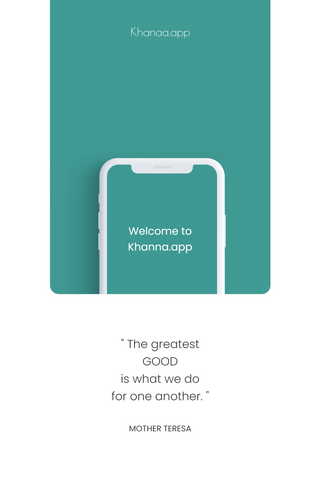 Khanaa.app
Welcome to
Khanna.app
" The greatest
GOOD
is what we do
for one another. "
MOTHER TERESA